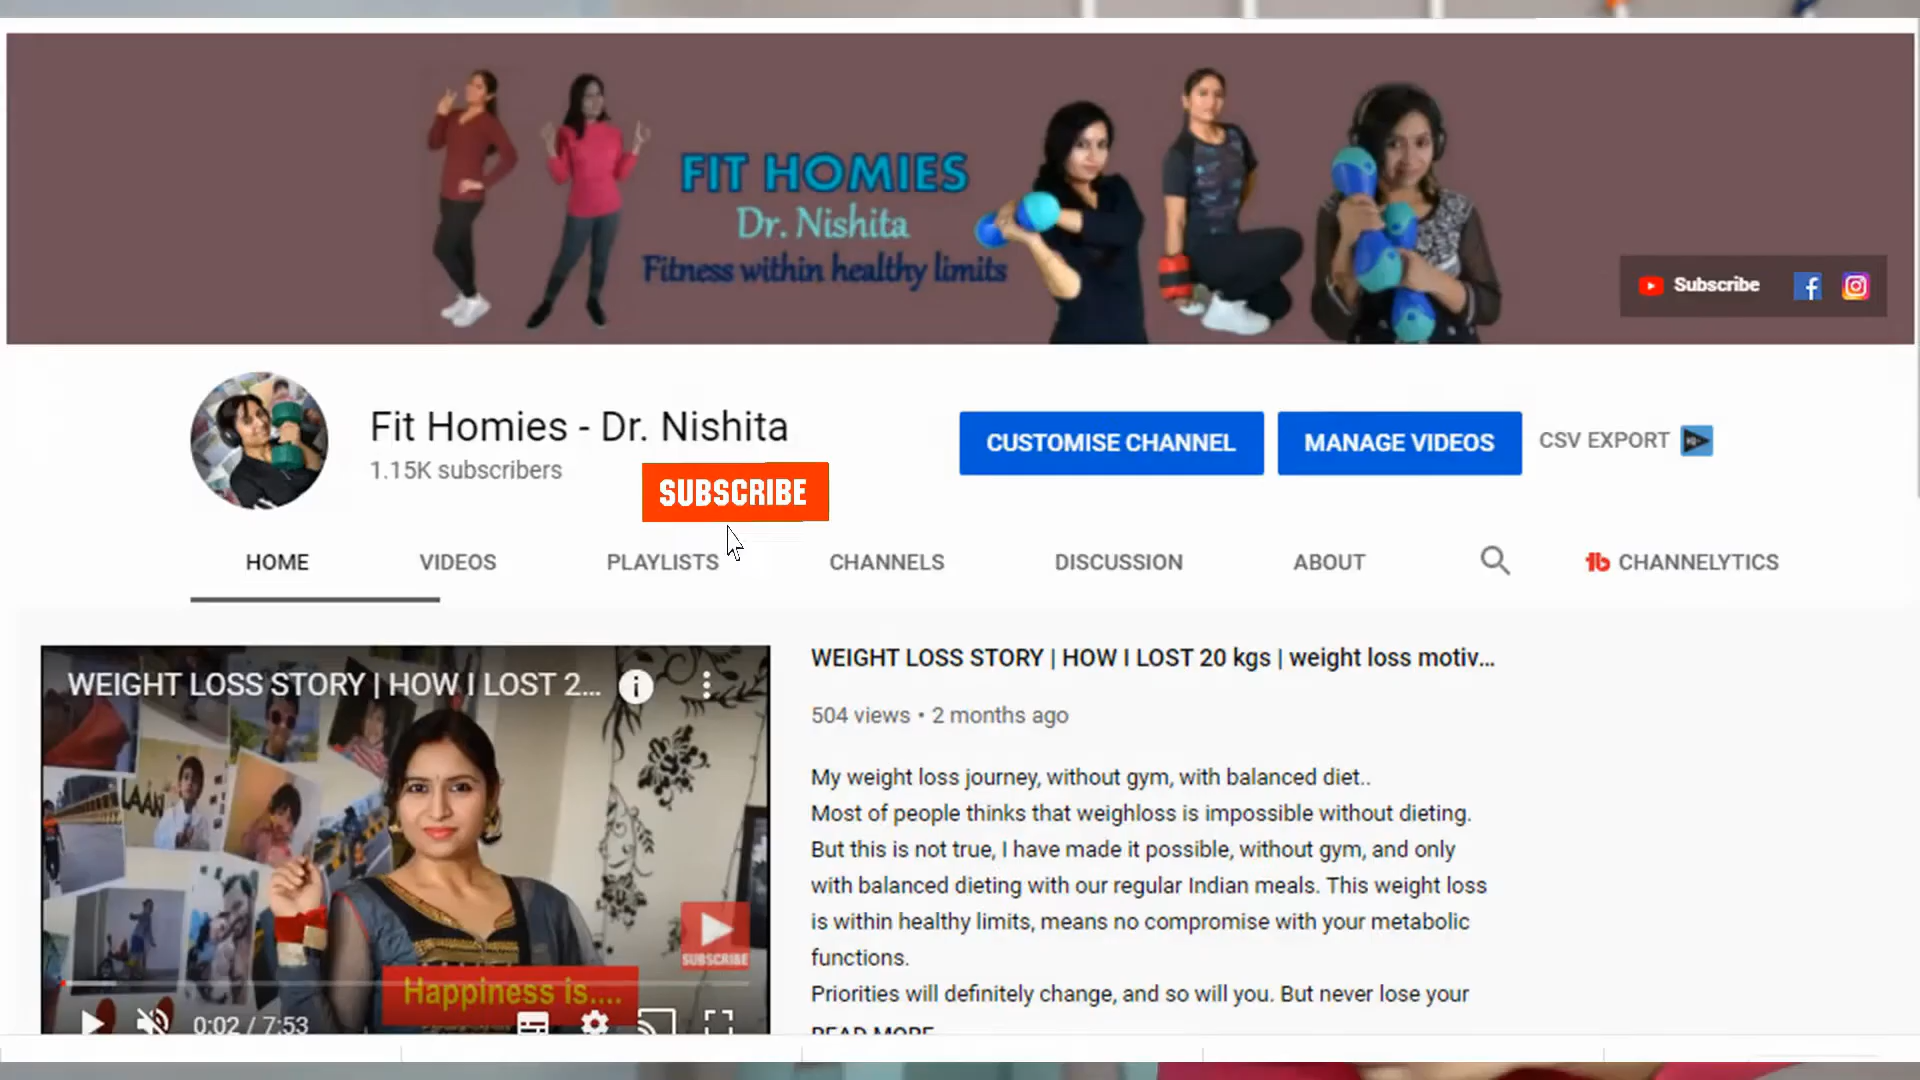 FIT HOMIES
Dr. Nishita
Fitness within healthy limits
Subscribe
Fit Homies - Dr. Nishita
1.15K subscribers
SUBSCRIBE
CUSTOMISE CHANNEL
MANAGE VIDEOS
CSV EXPORT
HOME
VIDEOS
PLAYLISTS
CHANNELS
DISCUSSION
ABOUT
CHANNELYTICS
WEIGHT LOSS STORY | HOW I LOST 2...
LAAN
SUBSCRIBE
Happiness is....
0:02 / 7:53
WEIGHT LOSS STORY | HOW I LOST 20 kgs | weight loss motiv...
504 views • 2 months ago
My weight loss journey, without gym, with balanced diet..
Most of people thinks that weighloss is impossible without dieting.
But this is not true, I have made it possible, without gym, and only
with balanced dieting with our regular Indian meals. This weight loss
is within healthy limits, means no compromise with your metabolic
functions.
Priorities will definitely change, and so will you. But never lose your
READ MORE